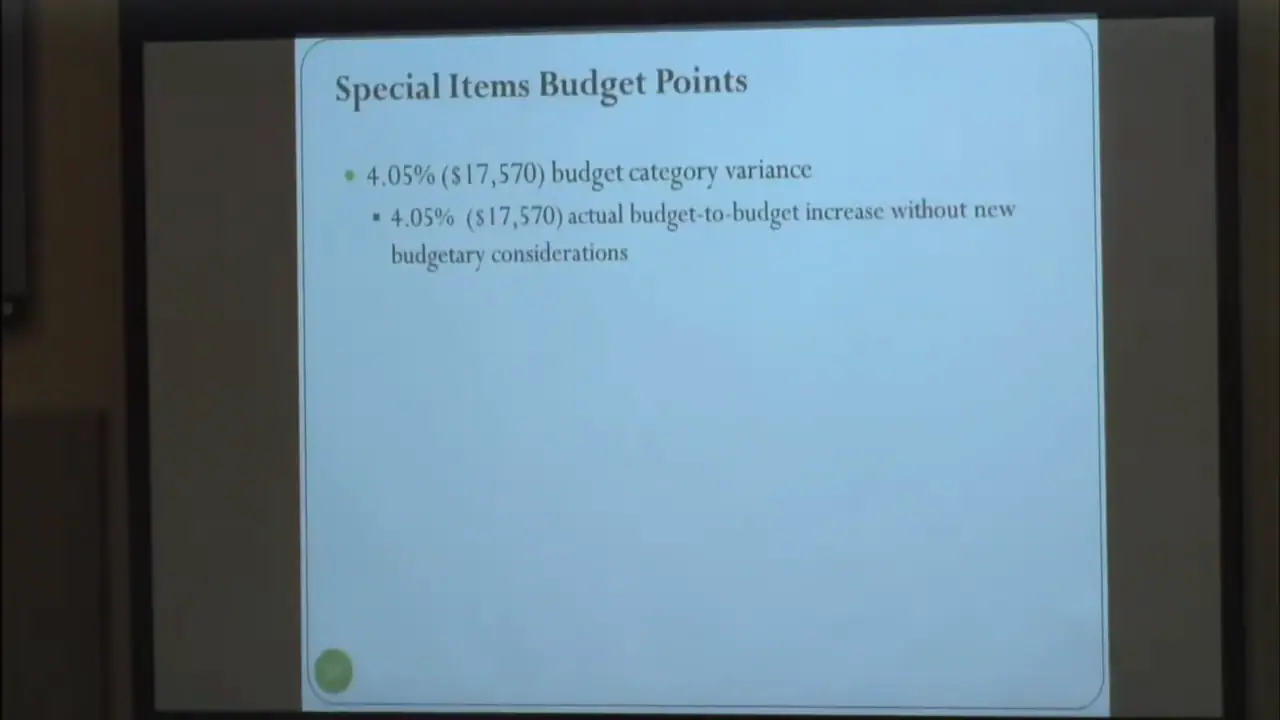 Special Items Budget Points
• 4.05% ($17,570) budget category variance
▪ 4.05% ($17,570) actual budget-to-budget increase without new
budgetary considerations